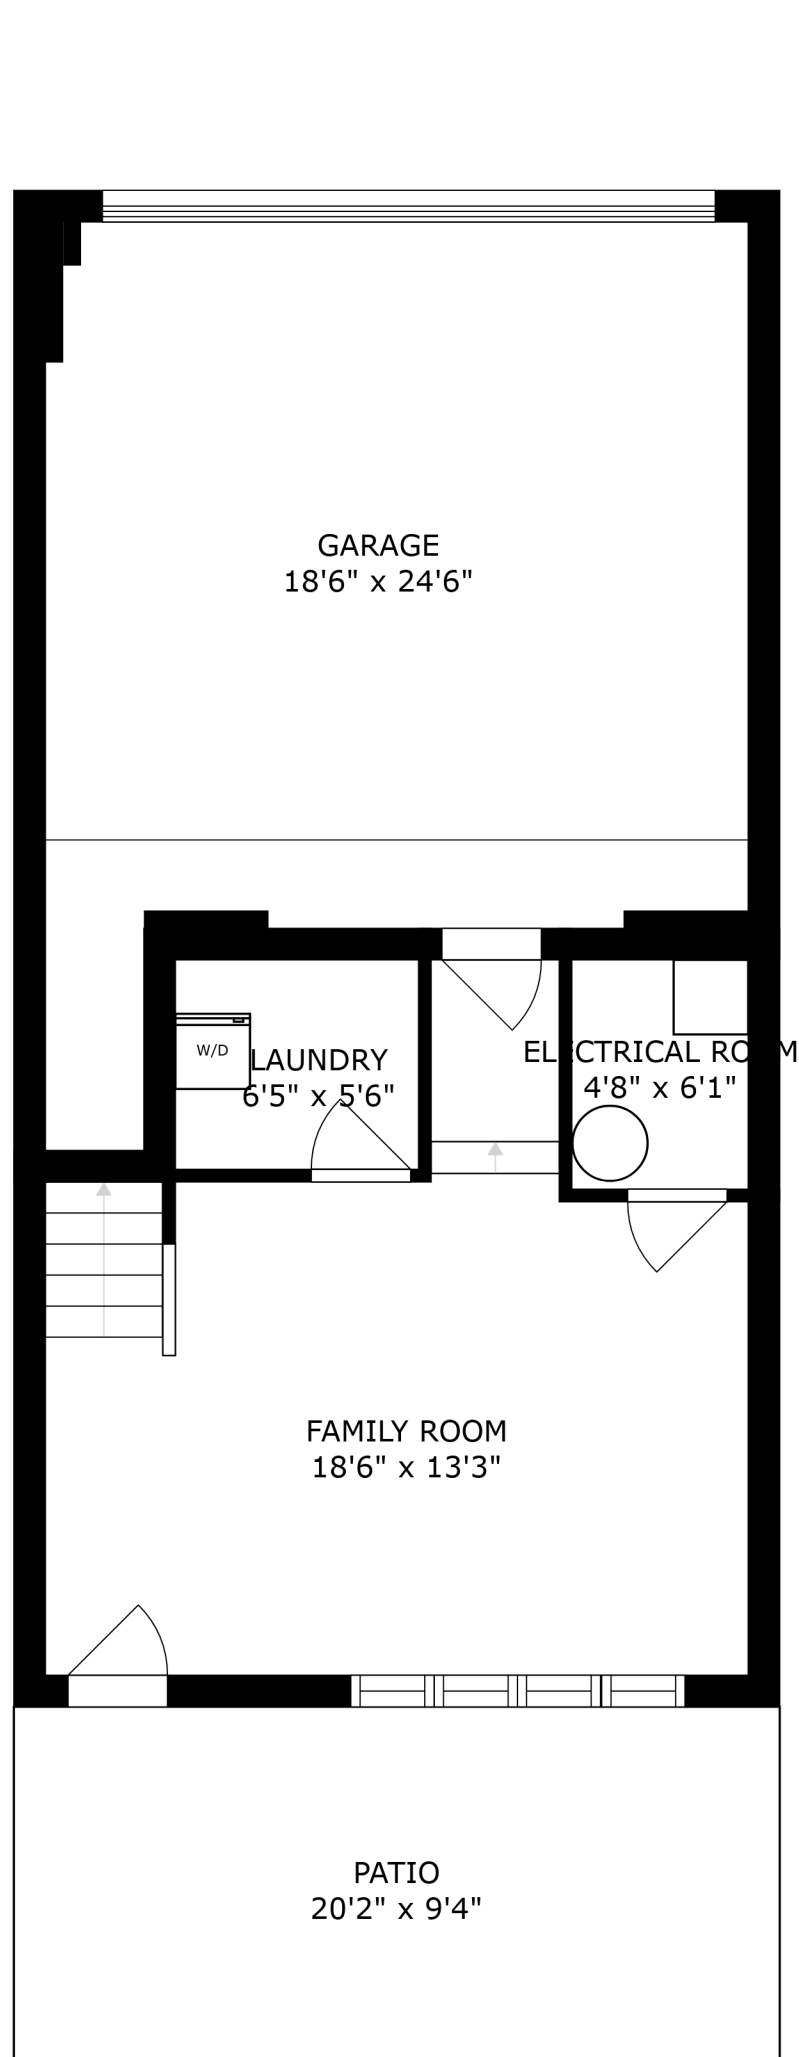 GARAGE
18'6" x 24'6"
W/D
LAUNDRY
6'5" x 5'6"
ELECTRICAL ROOM
4'8" x 6'1"
FAMILY ROOM
18'6" x 13'3"
PATIO
20'2" x 9'4"